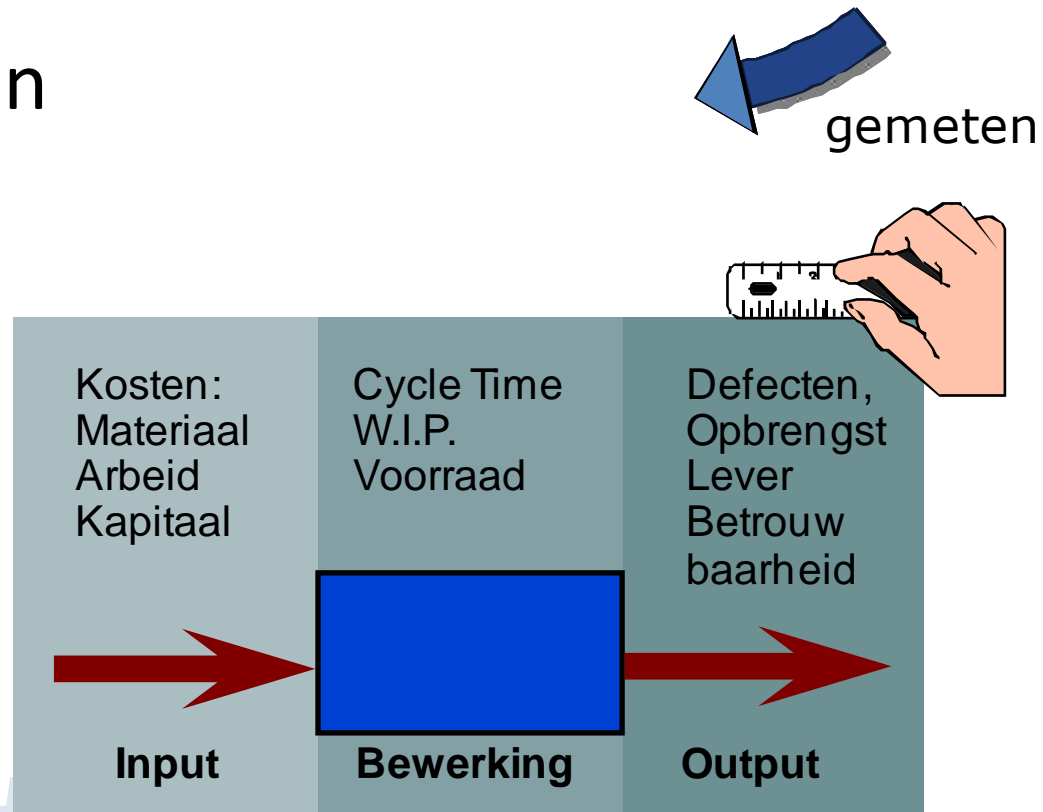 n
gemeten
Kosten:
Materiaal
Arbeid
Kapitaal
Cycle Time
W.I.P.
Voorraad
Defecten,
Opbrengst
Lever
Betrouw
baarheid
Input
Bewerking
Output